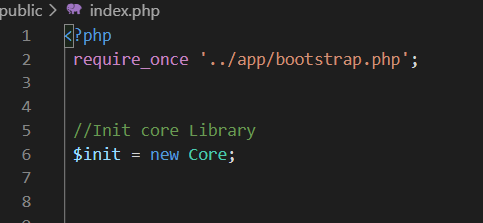 public > index.php
1 <?php
2 require_once '../app/bootstrap.php';
3
4
5 //Init core Library
6 $init = new Core;
7
8